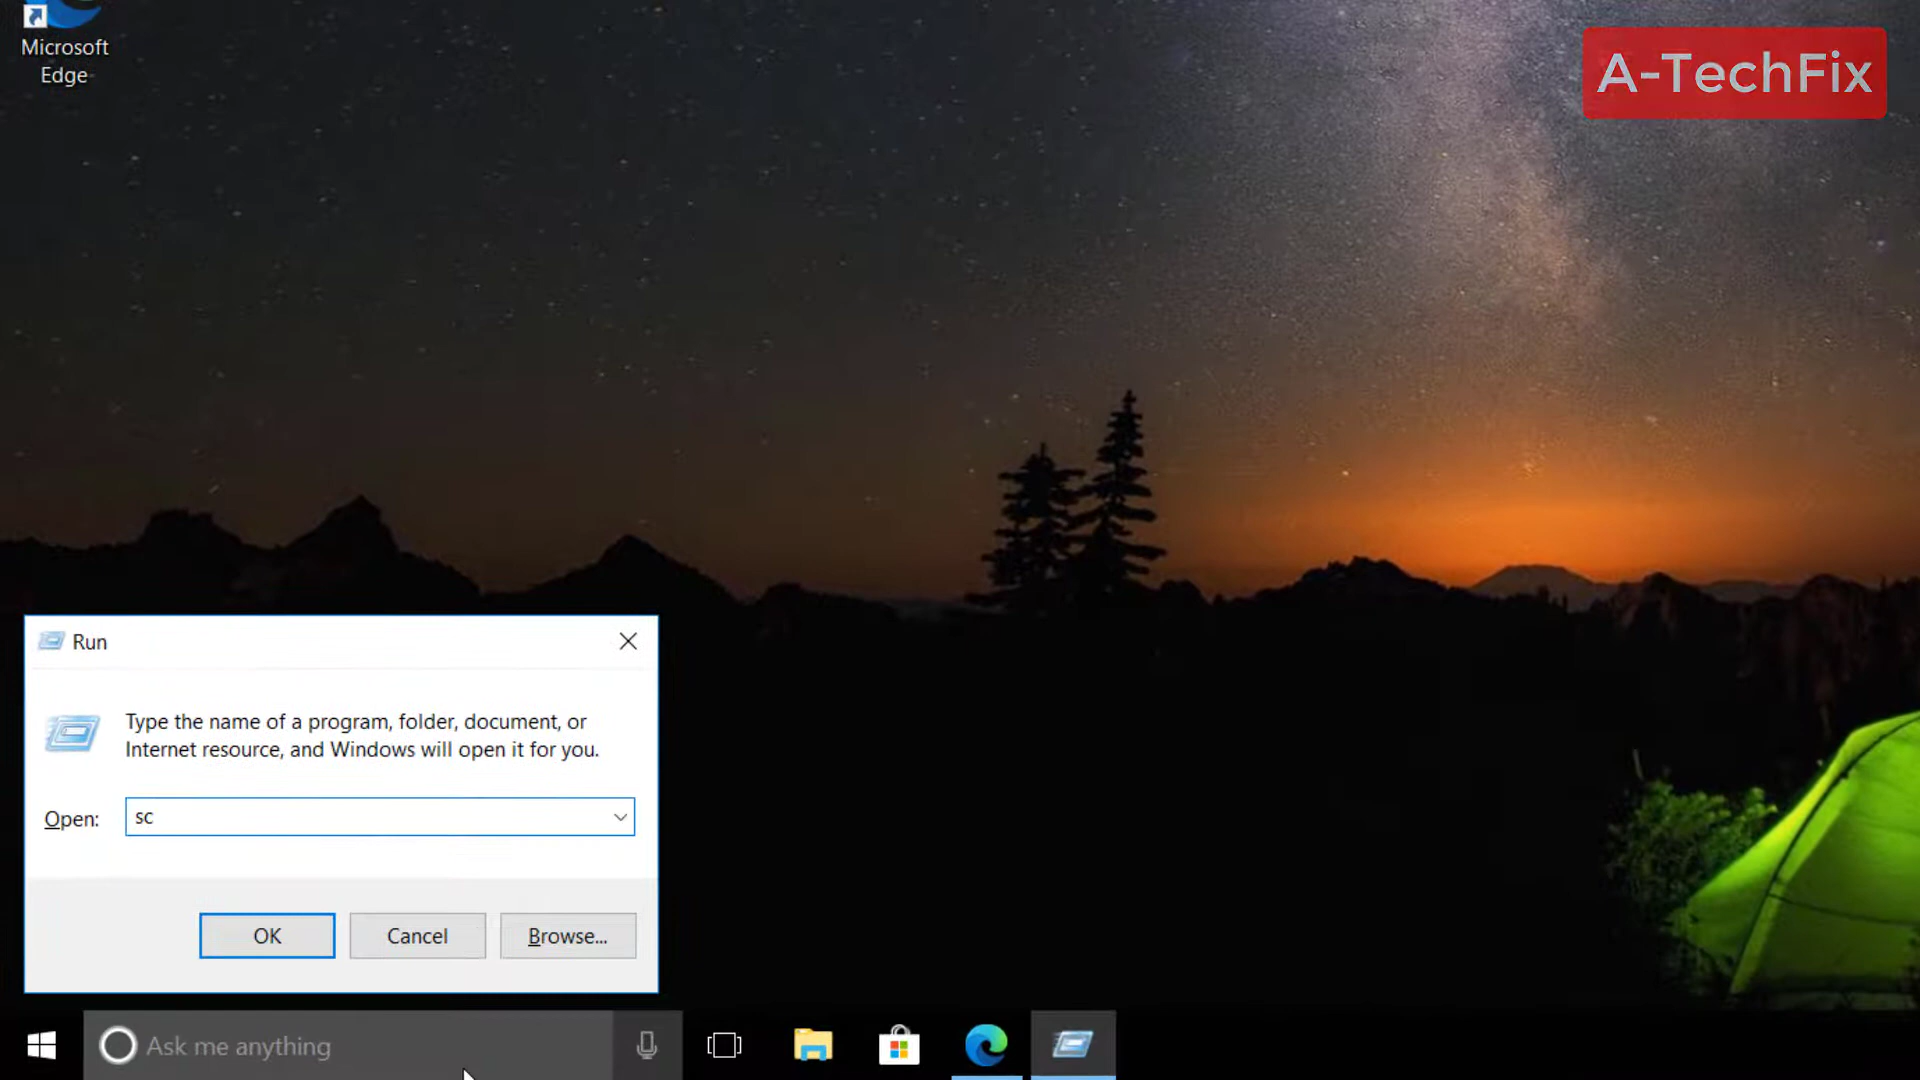 Microsoft
Edge
A-TechFix
Run
Type the name of a program, folder, document, or
Internet resource, and Windows will open it for you.
Open: sc
OK Cancel Browse...
Ask me anything